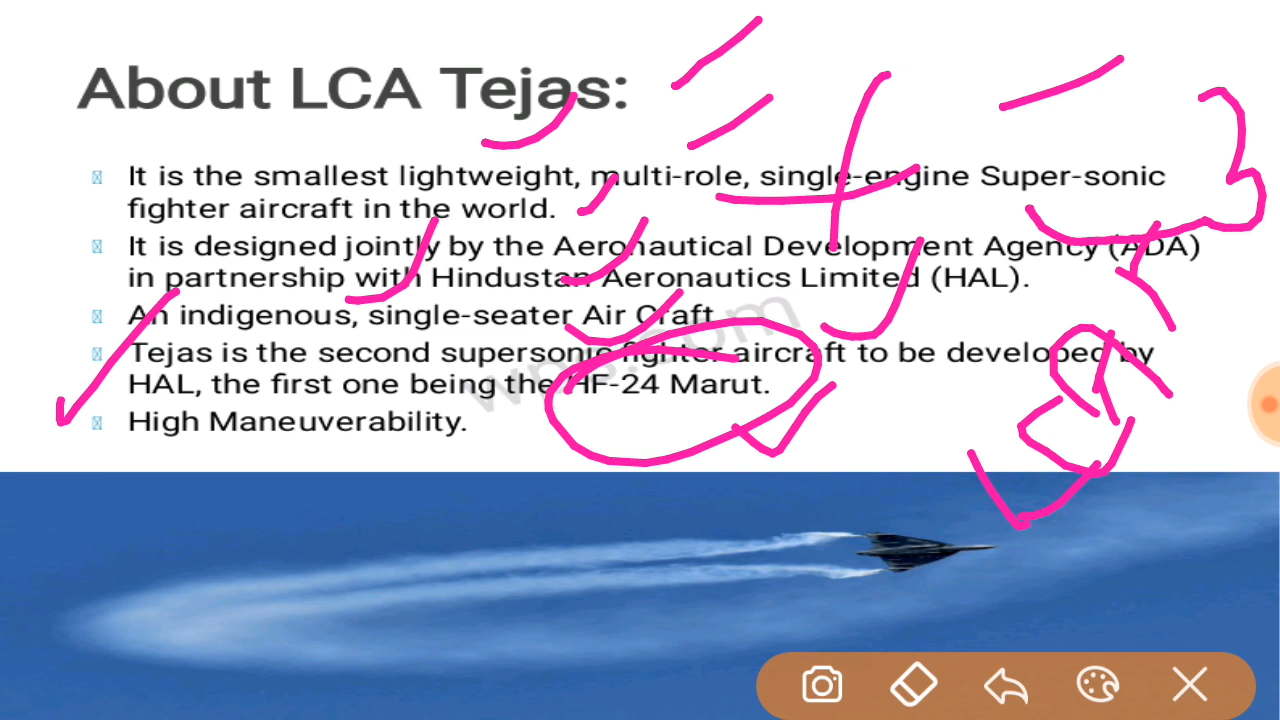 About LCA Tejas:
It is the smallest lightweight, multi-role, single-engine Super-sonic
fighter aircraft in the world.
It is designed jointly by the Aeronautical Development Agency (ADA)
in partnership with Hindustan Aeronautics Limited (HAL).
An indigenous, single-seater Air Craft
Tejas is the second supersonic fighter aircraft to be developed by
HAL, the first one being the HF-24 Marut.
High Maneuverability.